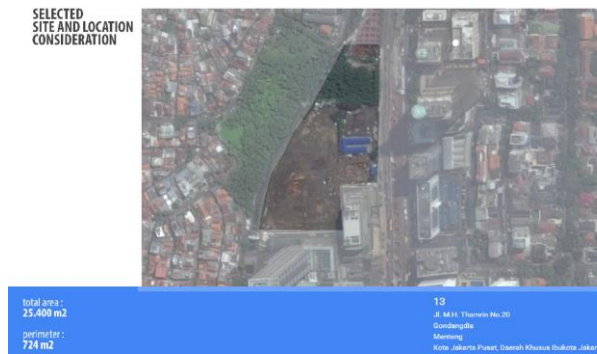 SELECTED
SITE AND LOCATION
CONSIDERATION
total area :
25.400 m2
perimeter :
724 m2
13
Jl. M.H. Thamrin No.20
Gondangdia
Menteng
Kota Jakarta Pusat, Daerah Khusus Ibukota Jakar